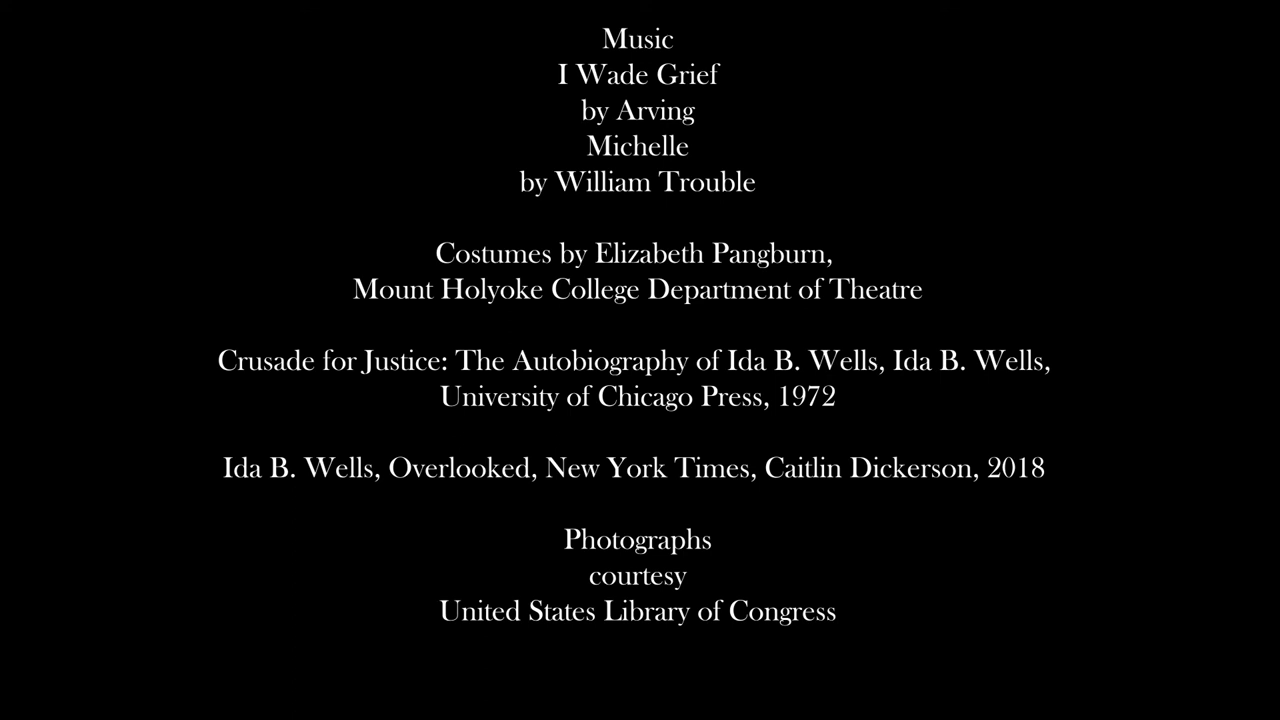 Music
I Wade Grief
by Arving
Michelle
by William Trouble
Costumes by Elizabeth Pangburn,
Mount Holyoke College Department of Theatre
Crusade for Justice: The Autobiography of Ida B. Wells, Ida B. Wells,
University of Chicago Press, 1972
Ida B. Wells, Overlooked, New York Times, Caitlin Dickerson, 2018
Photographs
courtesy
United States Library of Congress